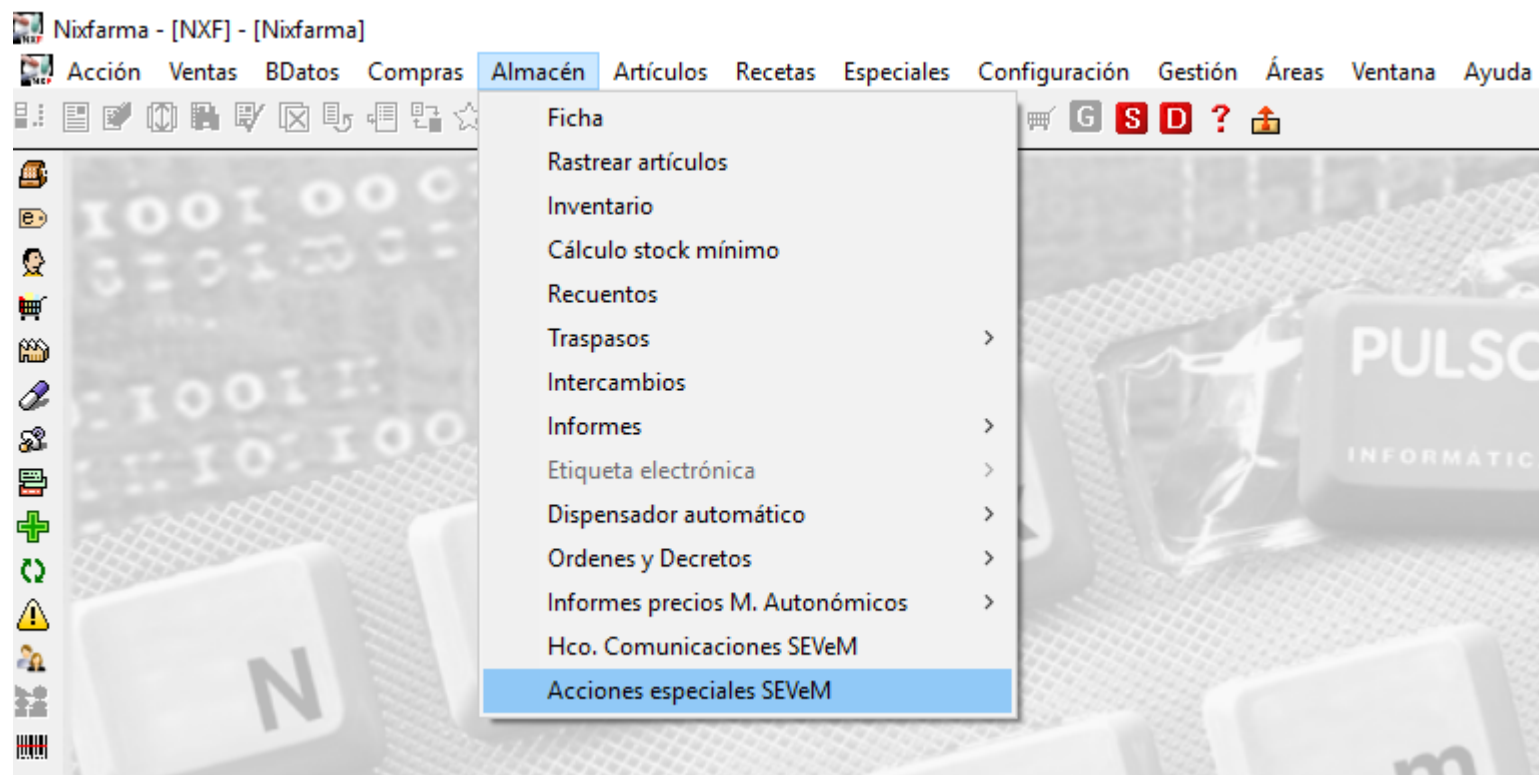 Nixfarma - [NXF] - [Nixfarma]
Acción Ventas BDatos Compras Almacén Artículos Recetas Especiales Configuración Gestión Áreas Ventana Ayuda
G S D ?
Ficha
Rastrear artículos
Inventario
Cálculo stock mínimo
Recuentos
Traspasos
Intercambios
Informes
Etiqueta electrónica
Dispensador automático
Ordenes y Decretos
Informes precios M. Autonómicos
Hco. Comunicaciones SEVeM
Acciones especiales SEVeM
PULSO
INFORMATIC
N
m